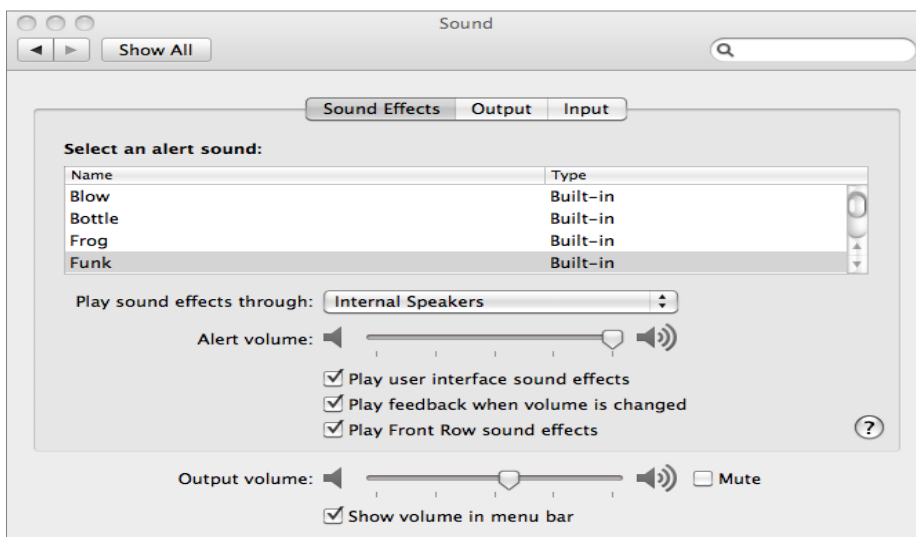 Sound
Show All
Sound Effects Output Input
Select an alert sound:
Name Type
Blow Built-in
Bottle Built-in
Frog Built-in
Funk Built-in
Play sound effects through: Internal Speakers
Alert volume:
Play user interface sound effects
Play feedback when volume is changed
Play Front Row sound effects
?
Output volume: Mute
Show volume in menu bar